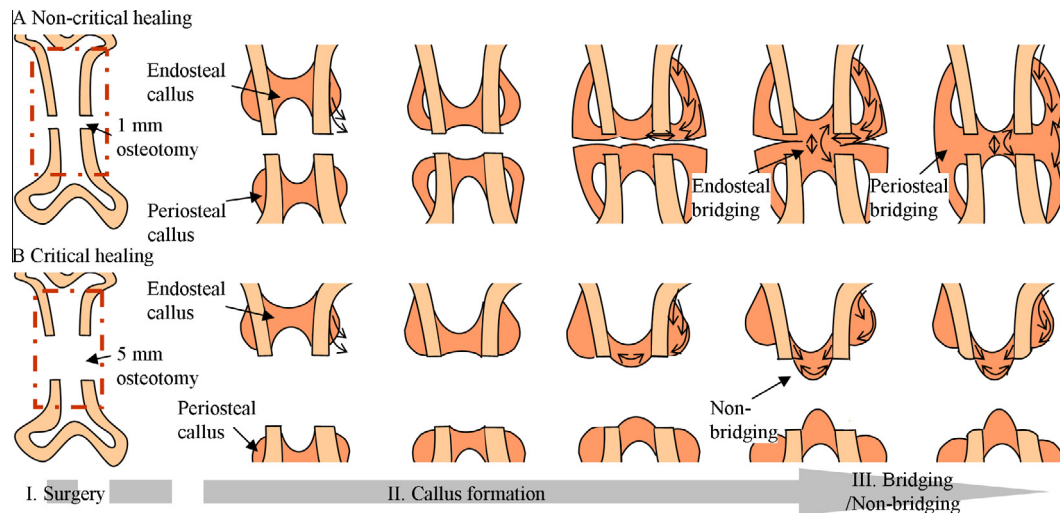 A Non-critical healing
Endosteal
callus
1 mm
osteotomy
Periosteal
callus
Endosteal
bridging
Periosteal
bridging
B Critical healing
Endosteal
callus
5 mm
osteotomy
Periosteal
callus
Non-
bridging
I. Surgery
II. Callus formation
III. Bridging
/Non-bridging